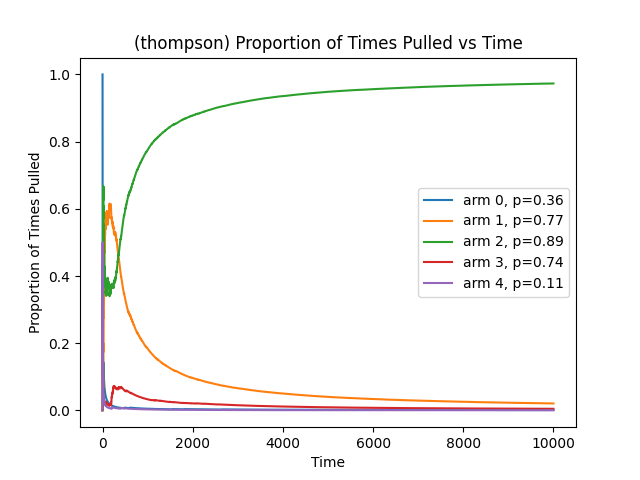 (thompson) Proportion of Times Pulled vs Time
Proportion of Times Pulled
1.0
0.8
0.6
0.4
0.2
0.0
arm 0, p=0.36
arm 1, p=0.77
arm 2, p=0.89
arm 3, p=0.74
arm 4, p=0.11
0 2000 4000 6000 8000 10000
Time